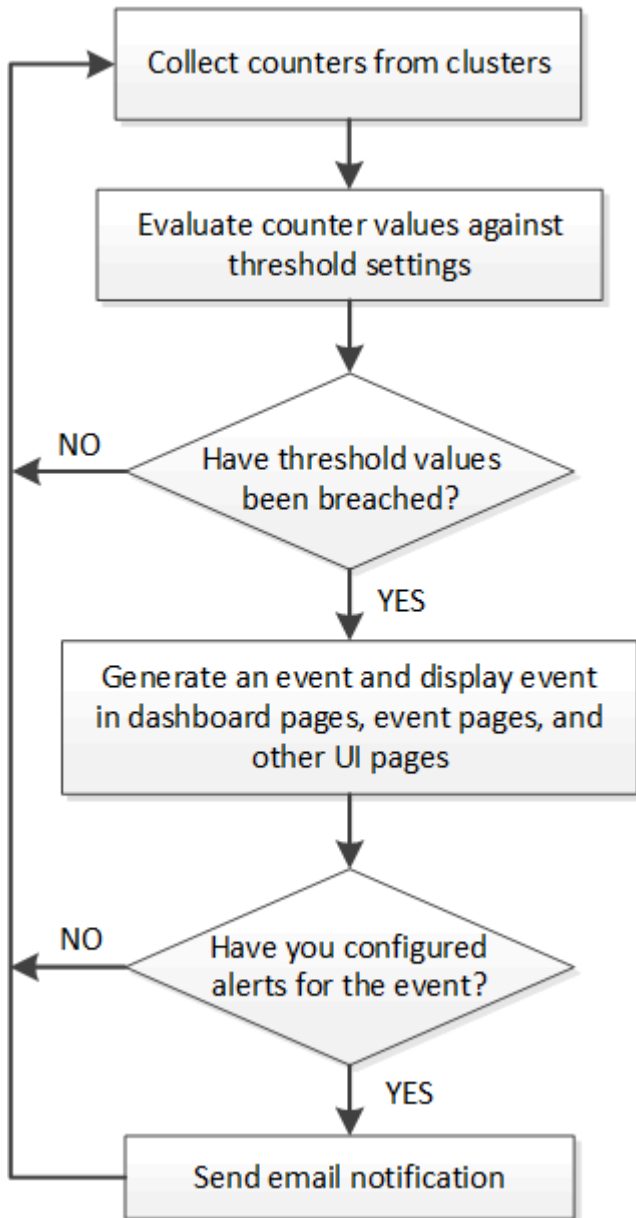 Collect counters from clusters
Evaluate counter values against
threshold settings
NO
Have threshold values
been breached?
YES
Generate an event and display event
in dashboard pages, event pages, and
other UI pages
NO
Have you configured
alerts for the event?
YES
Send email notification